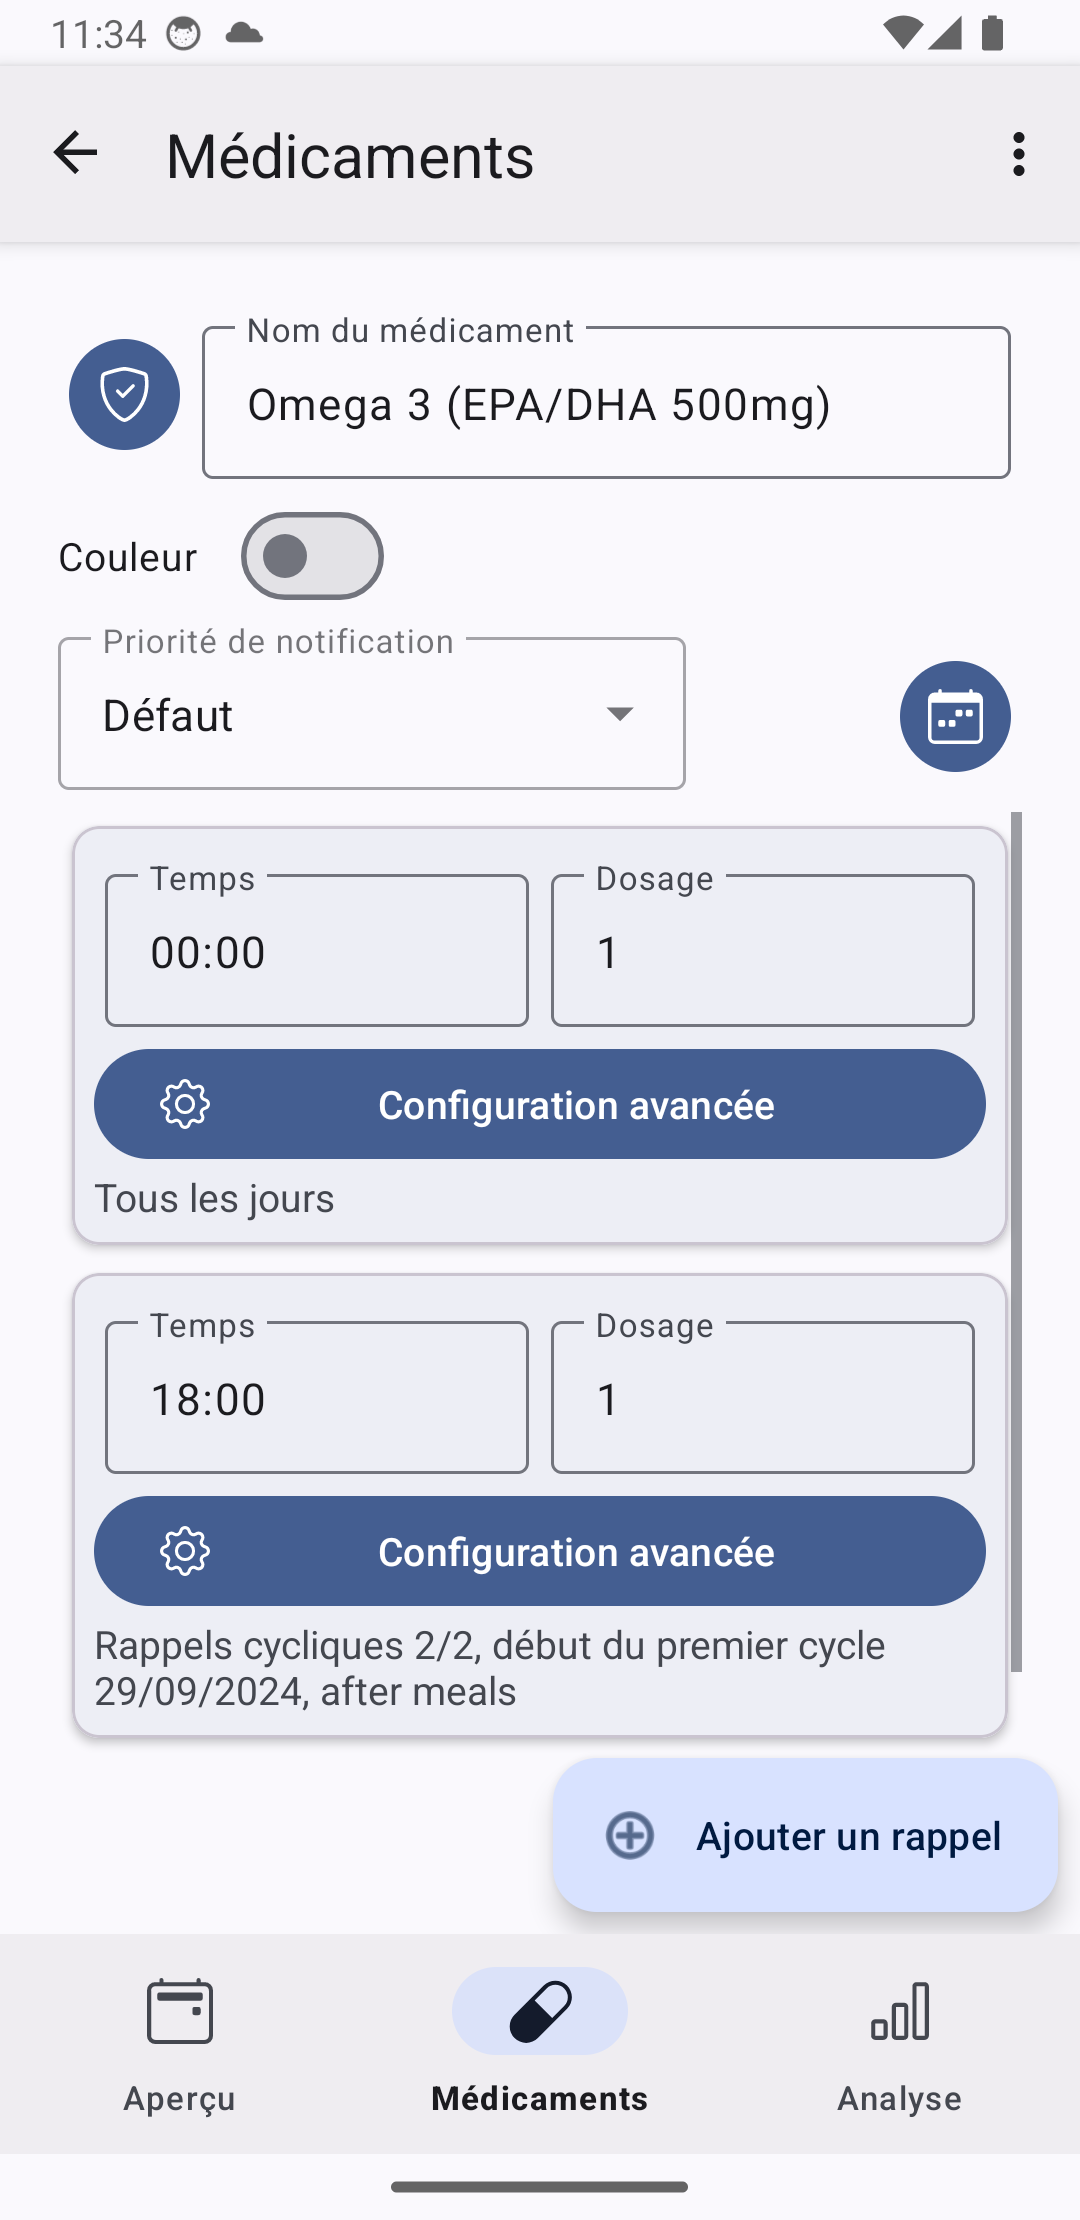 11:34
Médicaments
Nom du médicament
Omega 3 (EPA/DHA 500mg)
Couleur
Priorité de notification
Défaut
Temps
Dosage
00:00
1
Configuration avancée
Tous les jours
Temps
Dosage
18:00
1
Configuration avancée
Rappels cycliques 2/2, début du premier cycle
29/09/2024, after meals
Ajouter un rappel
Aperçu
Médicaments
Analyse